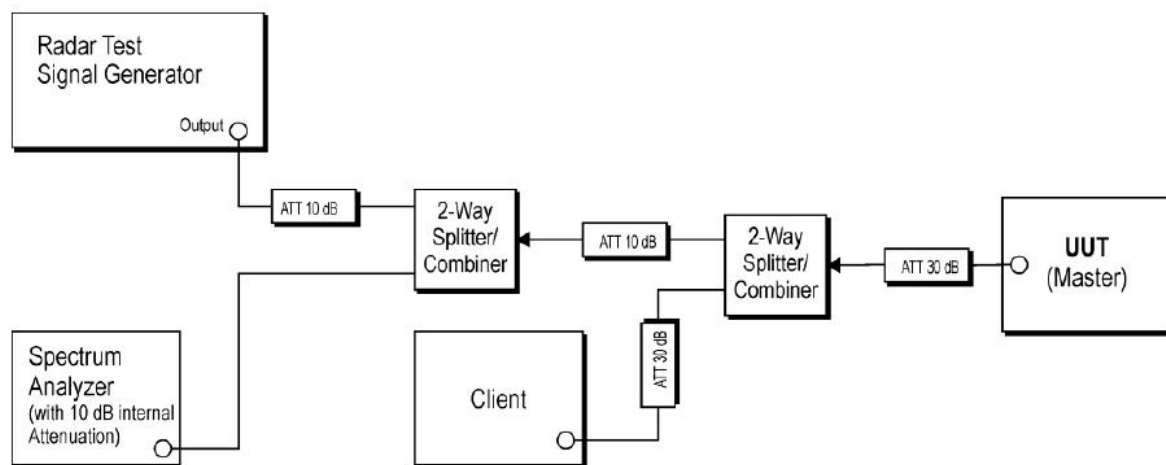 Radar Test
Signal Generator
Output
ATT 10 dB
2-Way
Splitter/
Combiner
ATT 10 dB
2-Way
Splitter/
Combiner
ATT 30 dB
UUT
(Master)
Spectrum
Analyzer
(with 10 dB internal
Attenuation)
Client
ATT 30 dB